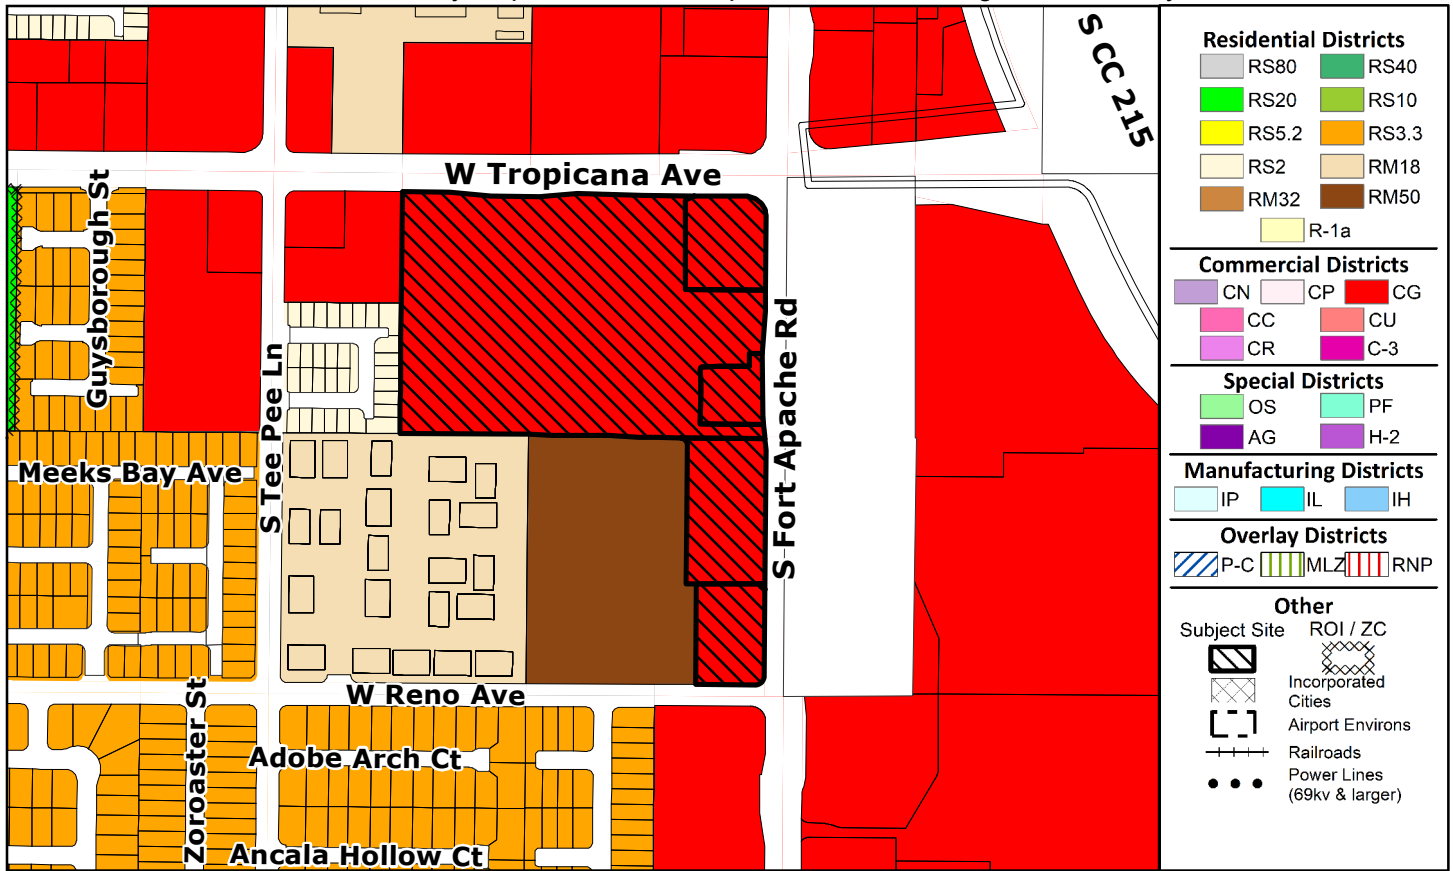 S CC 215
W Tropicana Ave
Guysborough St
S Tee Pee Ln
S Fort Apache Rd
Meeks Bay Ave
W Reno Ave
Zoroaster St
Adobe Arch Ct
Ancala Hollow Ct
Residential Districts
RS80 RS40
RS20 RS10
RS5.2 RS3.3
RS2 RM18
RM32 RM50
R-1a
Commercial Districts
CN CP CG
CC CU
CR C-3
Special Districts
OS PF
AG H-2
Manufacturing Districts
IP IL IH
Overlay Districts
P-C MLZ RNP
Other
Subject Site ROI / ZC
Incorporated
Cities
Airport Environs
Railroads
Power Lines
(69kv & larger)